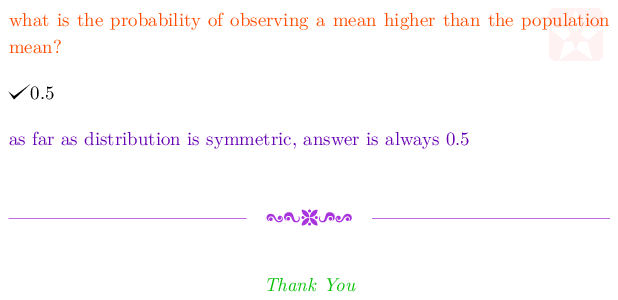 what is the probability of observing a mean higher than the population
mean?
✓0.5
as far as distribution is symmetric, answer is always 0.5
Thank You